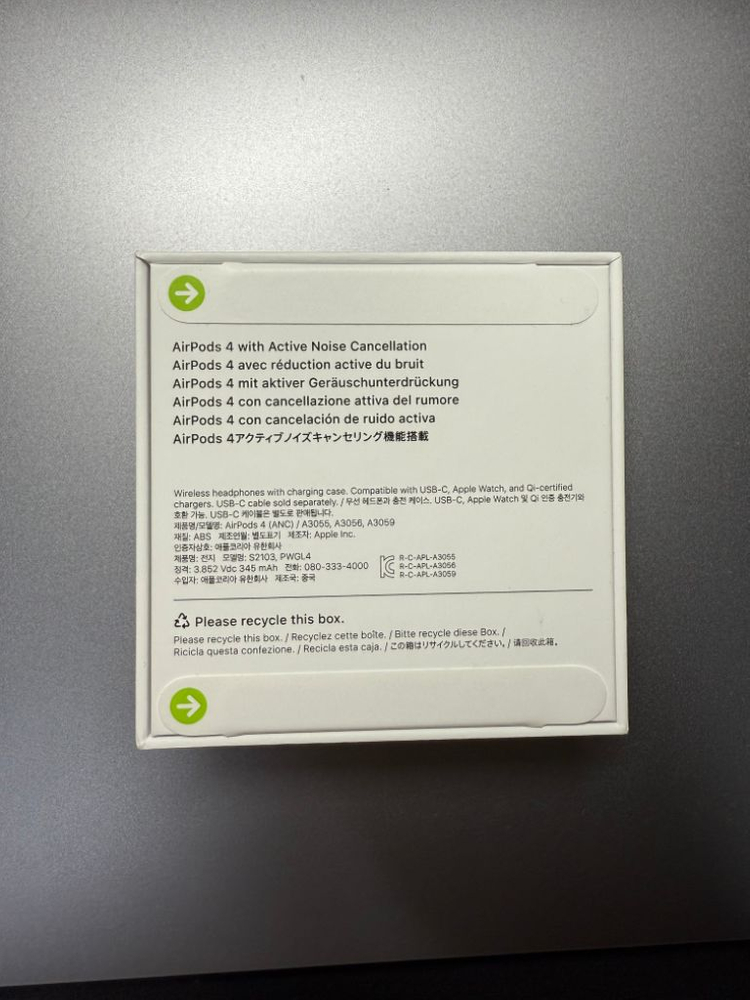 AirPods 4 with Active Noise Cancellation
AirPods 4 avec réduction active du bruit
AirPods 4 mit aktiver Geräuschunterdrückung
AirPods 4 con cancellazione attiva del rumore
AirPods 4 con cancelación de ruido activa
AirPods 4アクティブノイズキャンセリング機能搭載
Wireless headphones with charging case. Compatible with USB-C, Apple Watch, and Qi-certified
chargers. USB-C cable sold separately. / 무선 헤드폰과 충전 케이스. USB-C, Apple Watch 및 Qi 인증 충전기와
호환 가능. USB-C 케이블은 별도로 판매됩니다.
제품명/모델명: AirPods 4 (ANC) / A3055, A3056, A3059
재질: ABS 제조연월: 별도표기 제조자: Apple Inc.
인증자상호: 애플코리아 유한회사
제품명: 전지 모델명: S2103, PWGL4
정격: 3.852 Vdc 345 mAh 전화: 080-333-4000
수입자: 애플코리아 유한회사 제조국: 중국
R-C-APL-A3055
R-C-APL-A3056
R-C-APL-A3059
Please recycle this box.
Please recycle this box. / Recyclez cette boîte. / Bitte recycle diese Box. /
Ricicla questa confezione. / Recicla esta caja. / この箱はリサイクルしてください。 / 请回收此箱。